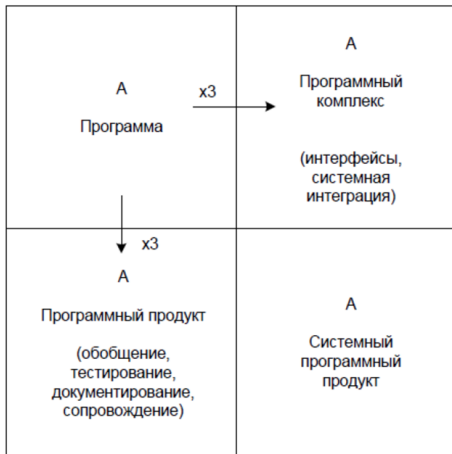 А
Программа
x3
А
Программный
комплекс
(интерфейсы,
системная
интеграция)
x3
А
Программный продукт
(обобщение,
тестирование,
документирование,
сопровождение)
А
Системный
программный
продукт